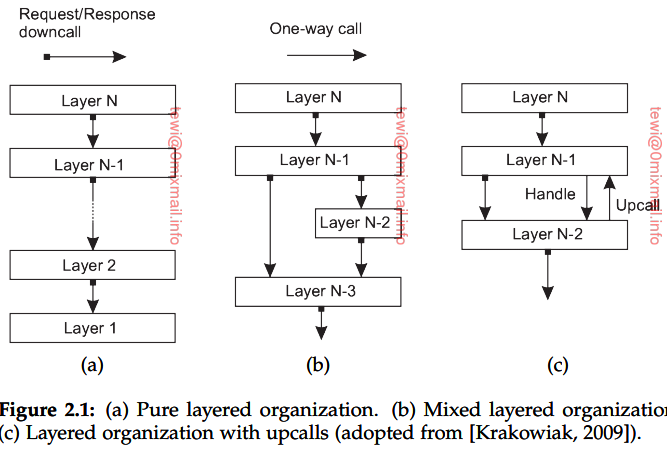 Request/Response
downcall
One-way call
Layer N
Layer N-1
Layer 2
Layer 1
(a)
Layer N
Layer N-1
Layer N-2
Layer N-3
(b)
Layer N
Layer N-1
Handle
Upcall
Layer N-2
(c)
tewi@0mixmail.info
tewi@0mixmail.info
tewi@0mixmail.info
Figure 2.1: (a) Pure layered organization. (b) Mixed layered organization
(c) Layered organization with upcalls (adopted from [Krakowiak, 2009]).